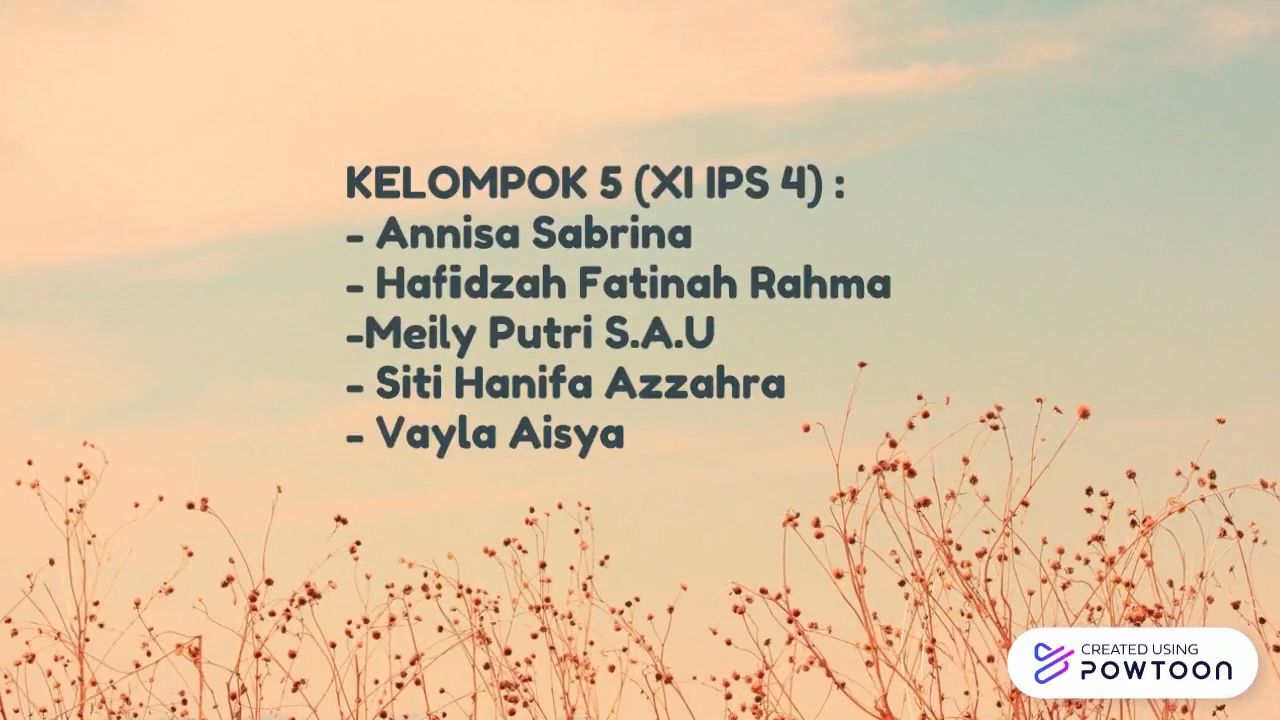 KELOMPOK 5 (XI IPS 4) :
- Annisa Sabrina
- Hafidzah Fatinah Rahma
-Meily Putri S.A.U
- Siti Hanifa Azzahra
- Vayla Aisya
CREATED USING
POWTOON